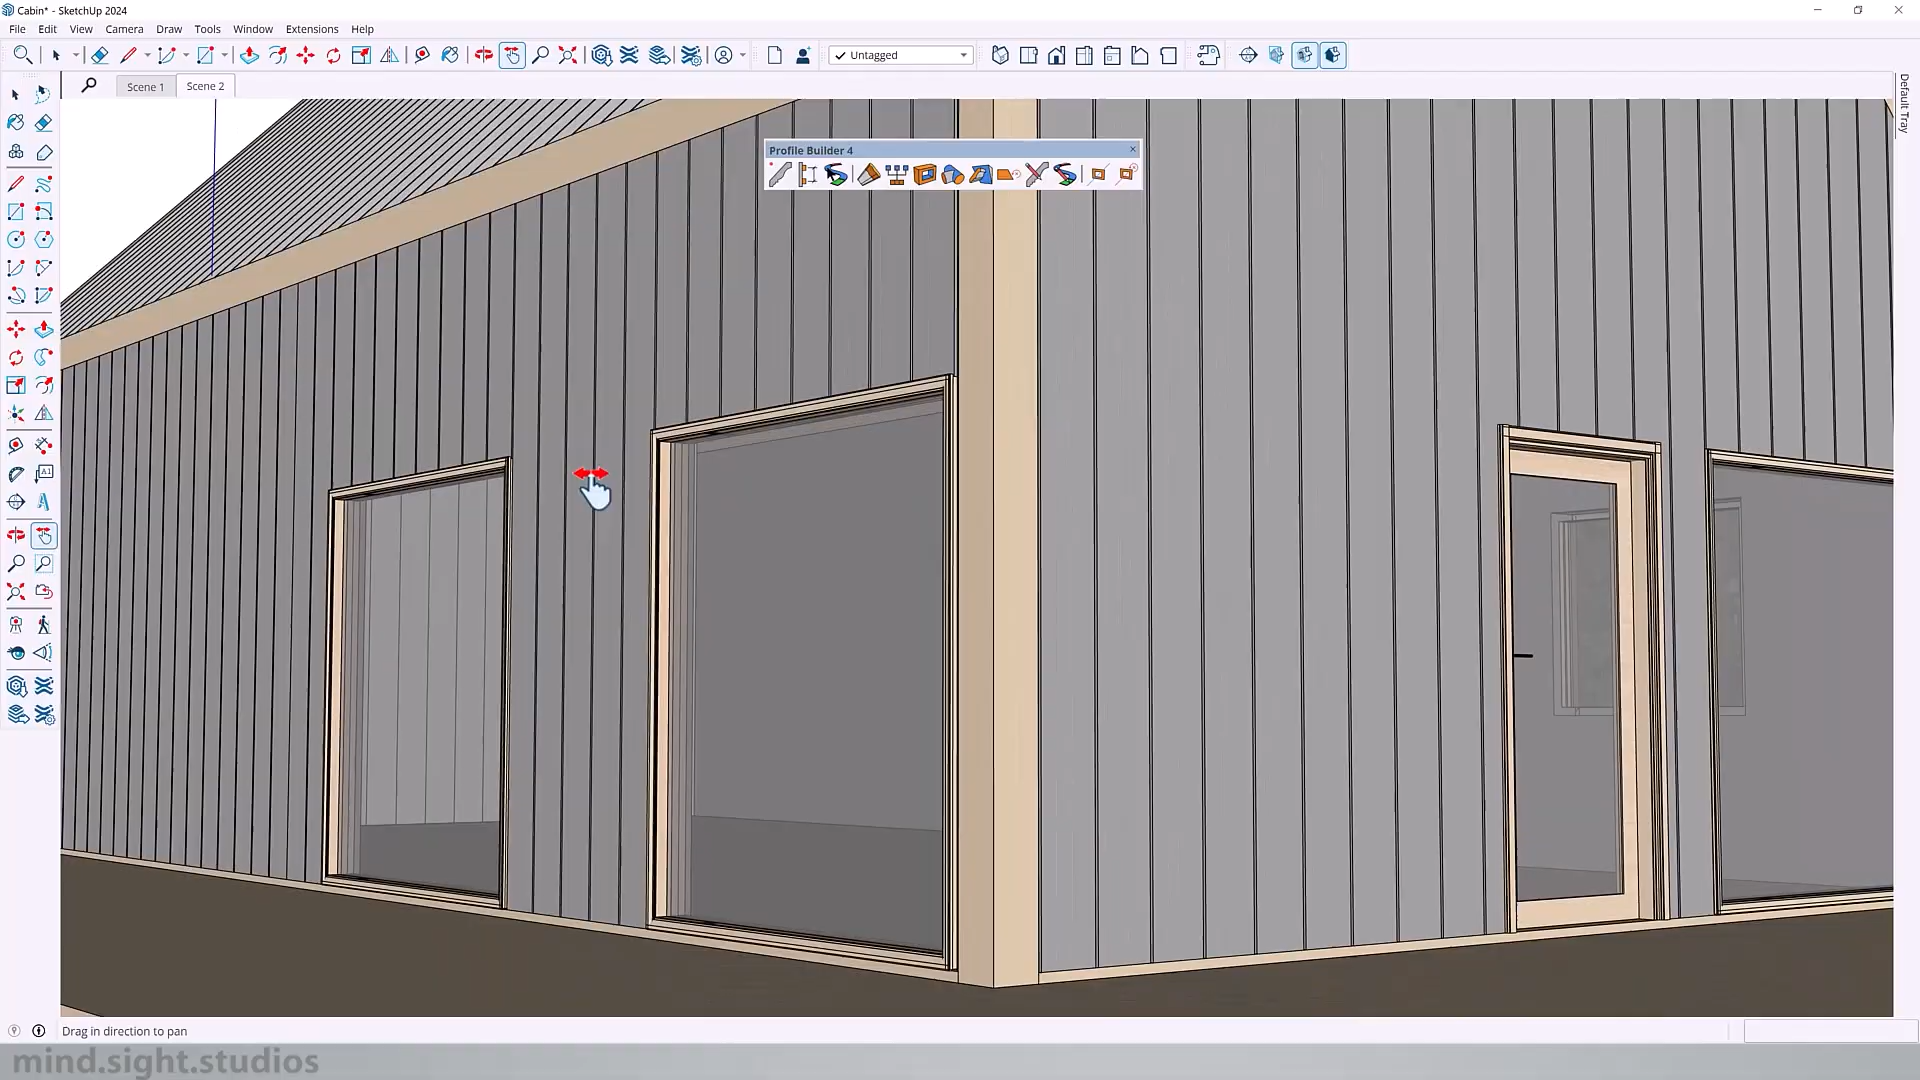 Cabin* - SketchUp 2024
File Edit View Camera Draw Tools Window Extensions Help
Untagged
Scene 1 Scene 2
Default Tray
Profile Builder 4
A1
A
Drag in direction to pan
mind.sight.studios